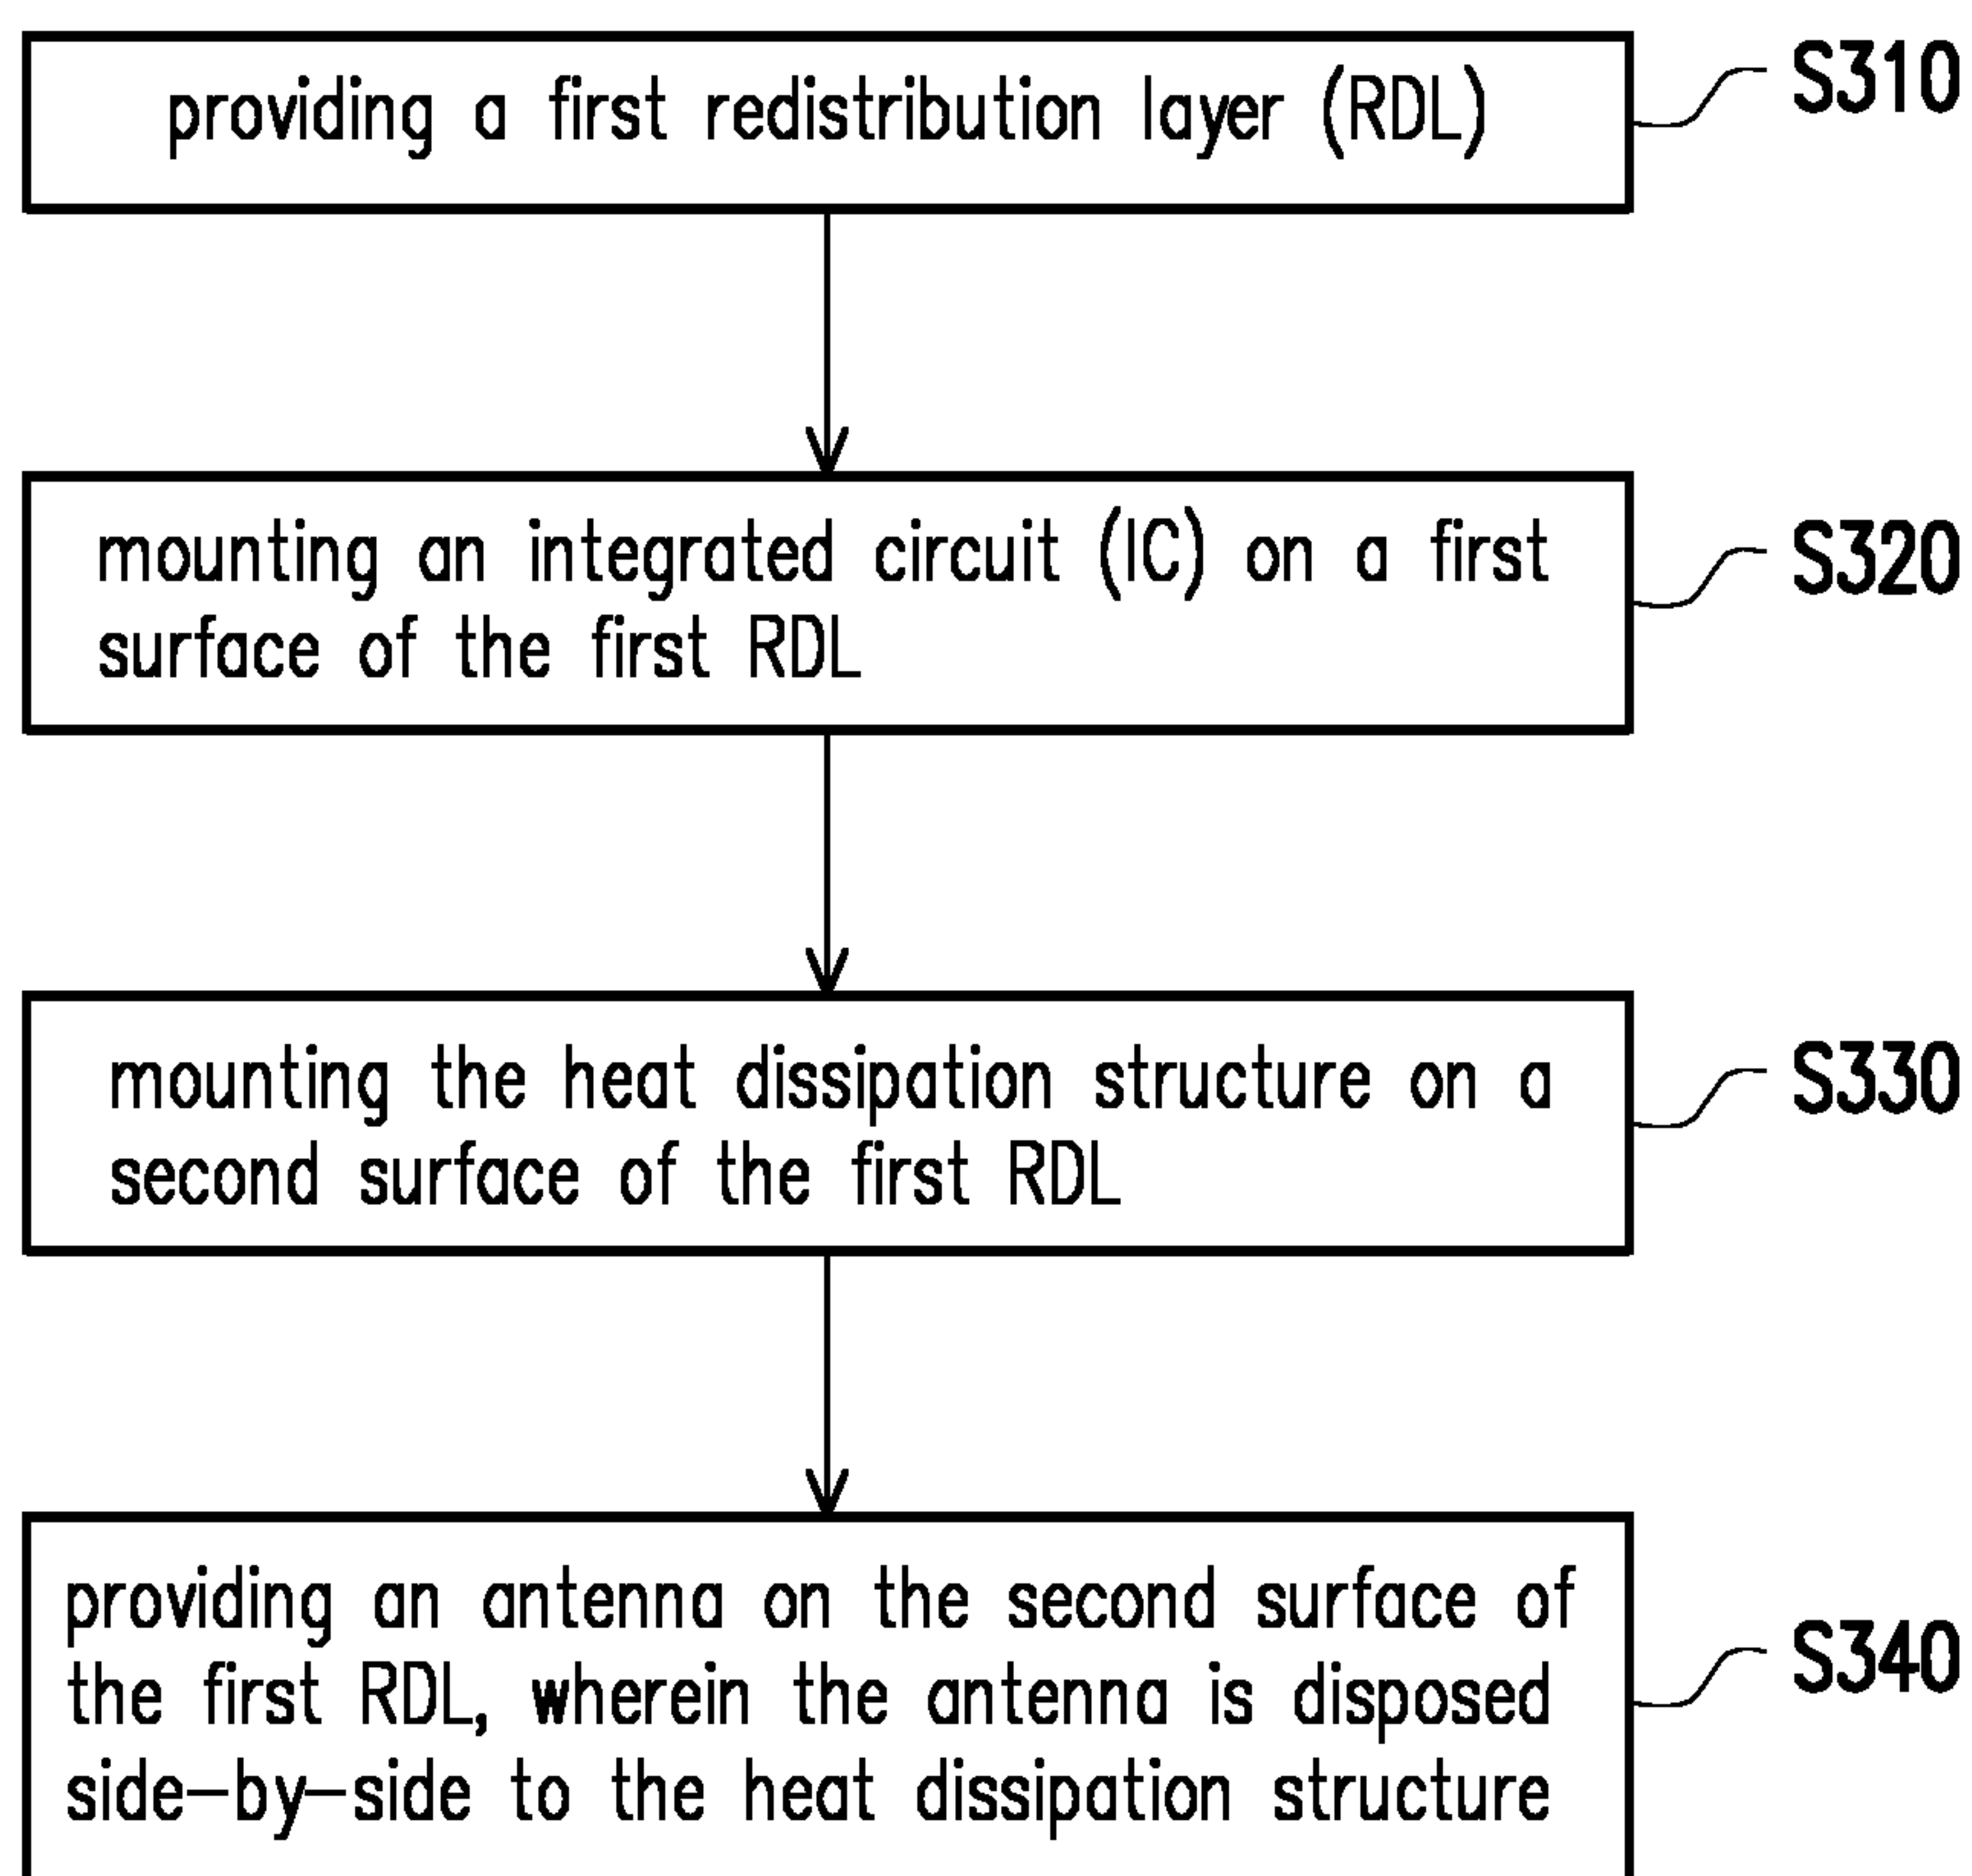 providing a first redistribution layer (RDL)
S310
mounting an integrated circuit (IC) on a first
surface of the first RDL
S320
mounting the heat dissipation structure on a
second surface of the first RDL
S330
providing an antenna on the second surface of
the first RDL, wherein the antenna is disposed
side-by-side to the heat dissipation structure
S340